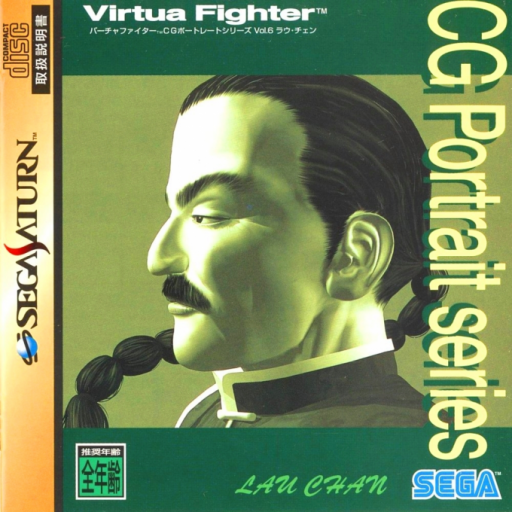 Virtua Fighter™
バーチャファイター™CGポートレートシリーズ Vol.6 ラウ・チェン
COMPACT
disc
取扱説明書
SEGA SATURN™
CG Portrait series
推奨年齢
全年齢
LAU CHAN
SEGA™